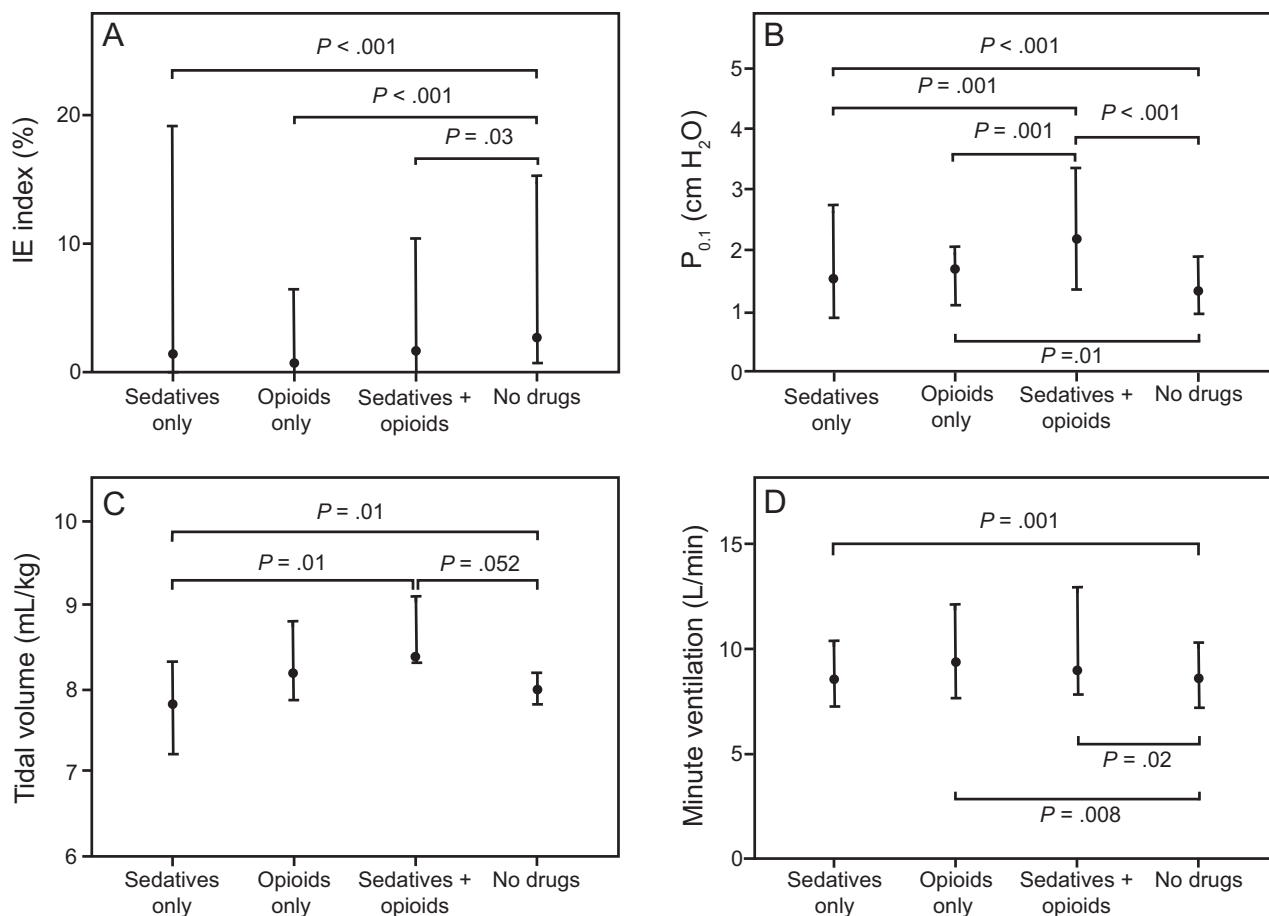 A
P < .001
P < .001
P = .03
20
10
0
IE index (%)
Sedatives only
Opioids only
Sedatives + opioids
No drugs
B
P < .001
P = .001
P < .001
P = .001
P =.01
5
4
3
2
1
0
P0.1 (cm H2O)
Sedatives only
Opioids only
Sedatives + opioids
No drugs
C
P = .01
P = .01
P = .052
10
9
8
7
6
Tidal volume (mL/kg)
Sedatives only
Opioids only
Sedatives + opioids
No drugs
D
P = .001
P = .02
P = .008
15
10
5
0
Minute ventilation (L/min)
Sedatives only
Opioids only
Sedatives + opioids
No drugs